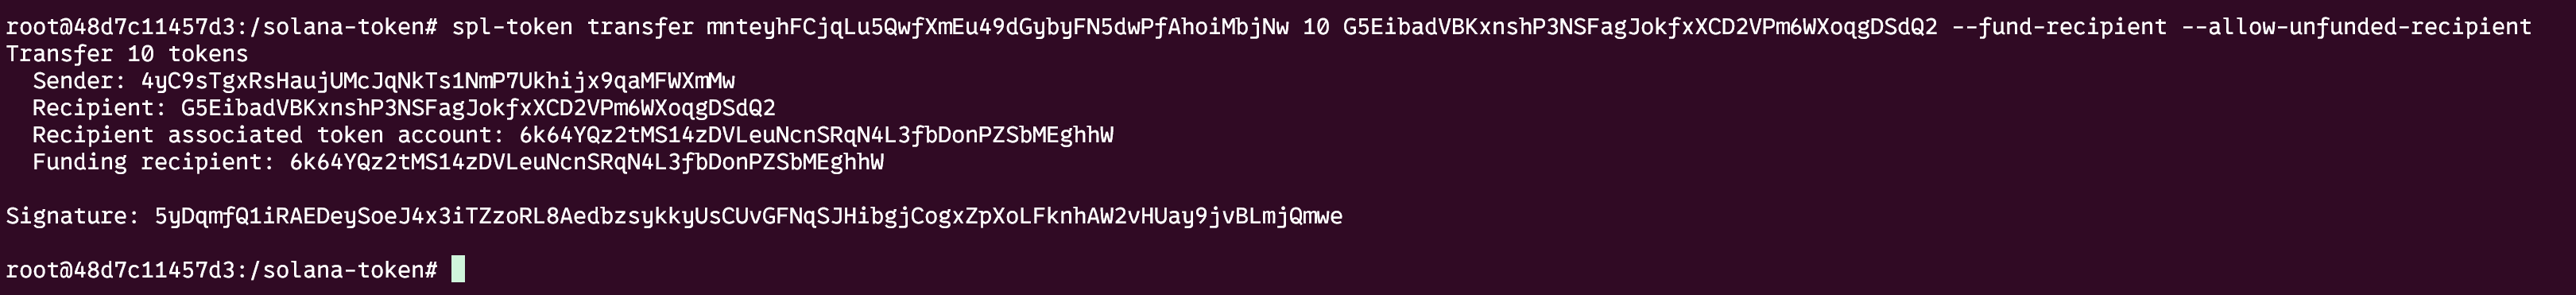 root@48d7c11457d3:/solana-token# spl-token transfer mnteyhFCjqLu5QwfXmEu49dGybyFN5dwPfAhoiMbjNw 10 G5EibadVBKxnshP3NSFagJokfxXCD2VPm6WXoqgDSdQ2 --fund-recipient --allow-unfunded-recipient
Transfer 10 tokens
  Sender: 4yC9sTgxRsHaujUMcJqNkTs1NmP7Ukhijx9qaMFWXmMw
  Recipient: G5EibadVBKxnshP3NSFagJokfxXCD2VPm6WXoqgDSdQ2
  Recipient associated token account: 6k64YQz2tMS14zDVLeuNcnSRqN4L3fbDonPZSbMEghhW
  Funding recipient: 6k64YQz2tMS14zDVLeuNcnSRqN4L3fbDonPZSbMEghhW
Signature: 5yDqmfQ1iRAEDeySoeJ4x3iTZzoRL8AedbzsykkyUsCUvGFNqSJHibgjCogxZpXoLFknhAW2vHUay9jvBLmjQmwe
root@48d7c11457d3:/solana-token#